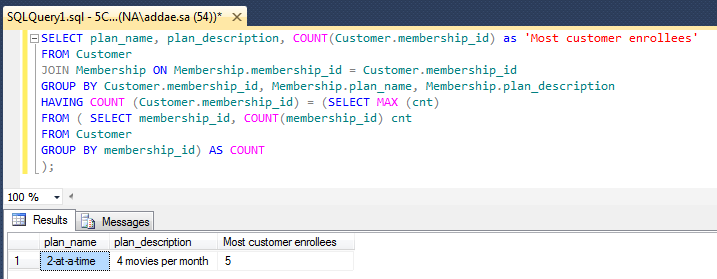 SQLQuery1.sql - 5C...(NA\addae.sa (54))* ×
SELECT plan_name, plan_description, COUNT(Customer.membership_id) as 'Most customer enrollees'
FROM Customer
JOIN Membership ON Membership.membership_id = Customer.membership_id
GROUP BY Customer.membership_id, Membership.plan_name, Membership.plan_description
HAVING COUNT (Customer.membership_id) = (SELECT MAX (cnt)
FROM ( SELECT membership_id, COUNT(membership_id) cnt
FROM Customer
GROUP BY membership_id) AS COUNT
);
100 %
Results Messages
plan_name plan_description Most customer enrollees
1 2-at-a-time 4 movies per month 5